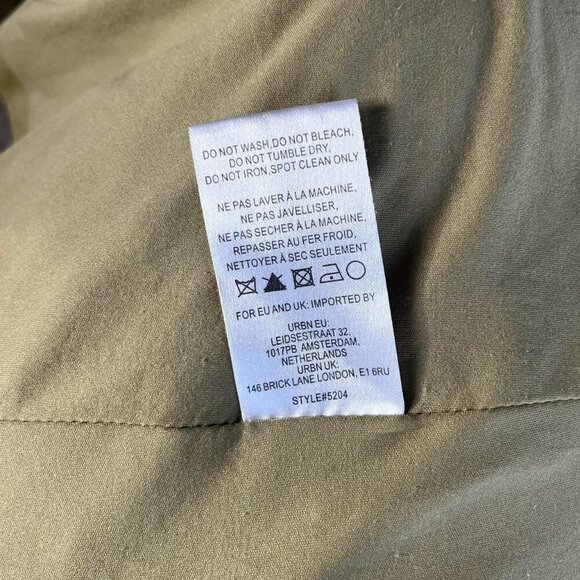 DO NOT WASH,DO NOT BLEACH,
DO NOT TUMBLE DRY,
DO NOT IRON,SPOT CLEAN ONLY
NE PAS LAVER À LA MACHINE,
NE PAS JAVELLISER,
NE PAS SECHER À LA MACHINE,
REPASSER AU FER FROID,
NETTOYER À SEC SEULEMENT
FOR EU AND UK: IMPORTED BY
URBN EU:
LEIDSESTRAAT 32,
1017PB AMSTERDAM,
NETHERLANDS
URBN UK:
146 BRICK LANE LONDON, E1 6RU
STYLE#5204